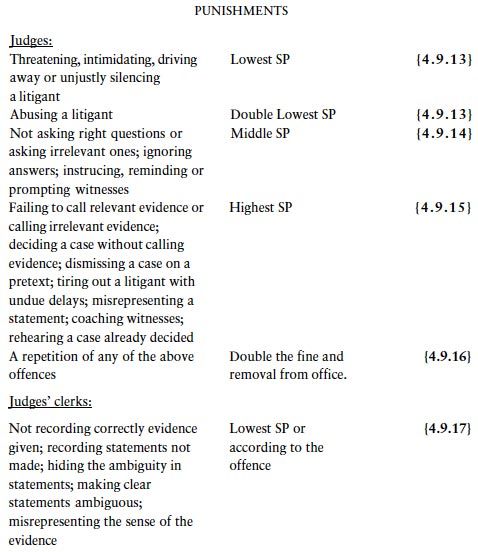 PUNISHMENTS
Judges:
Threatening, intimidating, driving Lowest SP {4.9.13}
away or unjustly silencing
a litigant
Abusing a litigant Double Lowest SP {4.9.13}
Not asking right questions or Middle SP {4.9.14}
asking irrelevant ones; ignoring
answers; instrucing, reminding or
prompting witnesses
Failing to call relevant evidence or Highest SP {4.9.15}
calling irrelevant evidence;
deciding a case without calling
evidence; dismissing a case on a
pretext; tiring out a litigant with
undue delays; misrepresenting a
statement; coaching witnesses;
rehearing a case already decided
A repetition of any of the above Double the fine and {4.9.16}
offences removal from office.
Judges' clerks:
Not recording correctly evidence Lowest SP or {4.9.17}
given; recording statements not according to the
made; hiding the ambiguity in offence
statements; making clear
statements ambiguous;
misrepresenting the sense of the
evidence